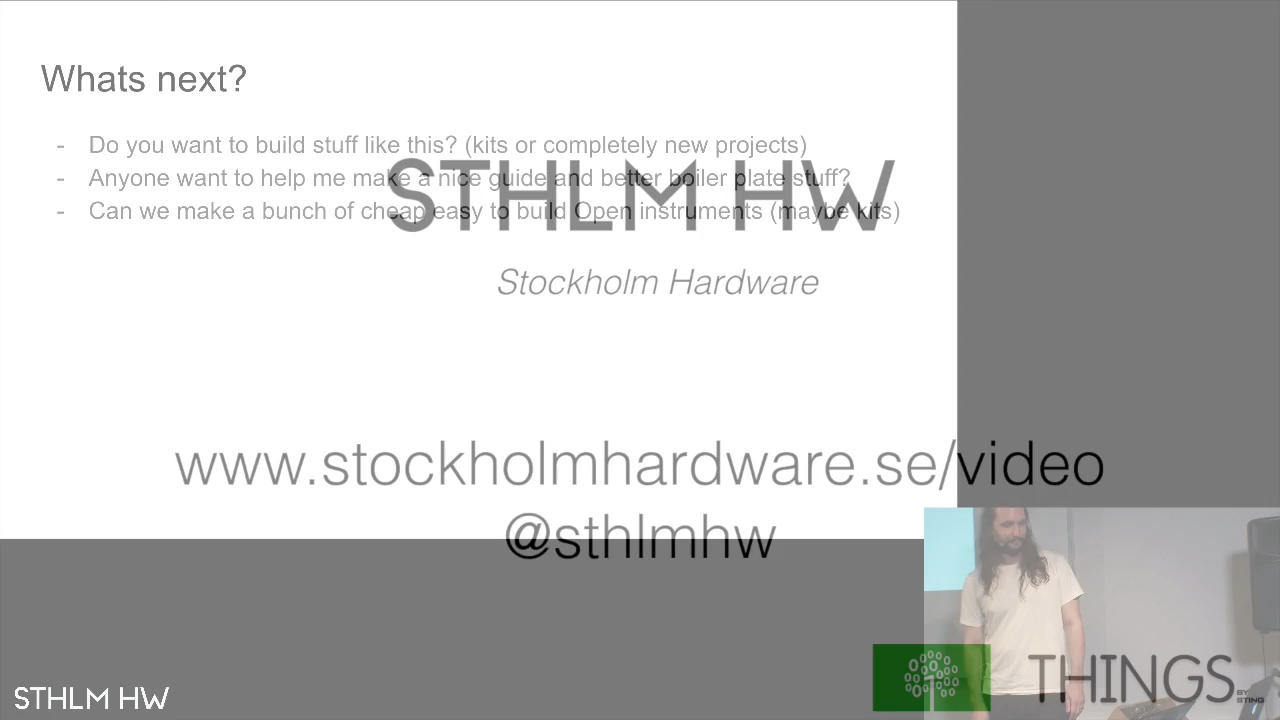 Whats next?
- Do you want to build stuff like this? (kits or completely new projects)
- Anyone want to help me make a nice guide and better boiler plate stuff?
- Can we make a bunch of cheap easy to build Open instruments (maybe kits)
STHLM HW
Stockholm Hardware
www.stockholmhardware.se/video
@sthlmhw
STHLM HW
THINGS
BY
STING